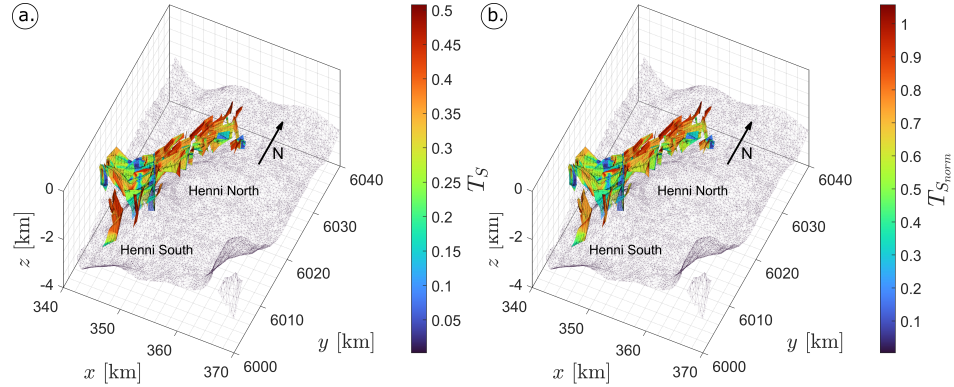 a.
0.5
0.45
0.4
0.35
0.3
0.25
0.2
0.15
0.1
0.05
T_S
N
Henni North
Henni South
0
-2
-4
z [km]
340
350
360
370
x [km]
6000
6010
6020
6030
6040
y [km]
b.
1
0.9
0.8
0.7
0.6
0.5
0.4
0.3
0.2
0.1
T_{S_{norm}}
N
Henni North
Henni South
0
-2
-4
z [km]
340
350
360
370
x [km]
6000
6010
6020
6030
6040
y [km]